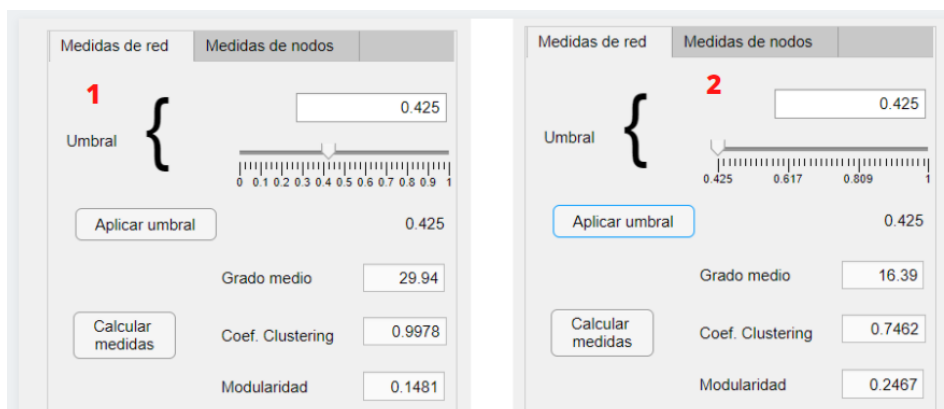 Medidas de red Medidas de nodos
1
0.425
Umbral {
0 0.1 0.2 0.3 0.4 0.5 0.6 0.7 0.8 0.9 1
Aplicar umbral 0.425
Grado medio 29.94
Calcular medidas
Coef. Clustering 0.9978
Modularidad 0.1481
Medidas de red Medidas de nodos
2
0.425
Umbral {
0.425 0.617 0.809 1
Aplicar umbral 0.425
Grado medio 16.39
Calcular medidas
Coef. Clustering 0.7462
Modularidad 0.2467